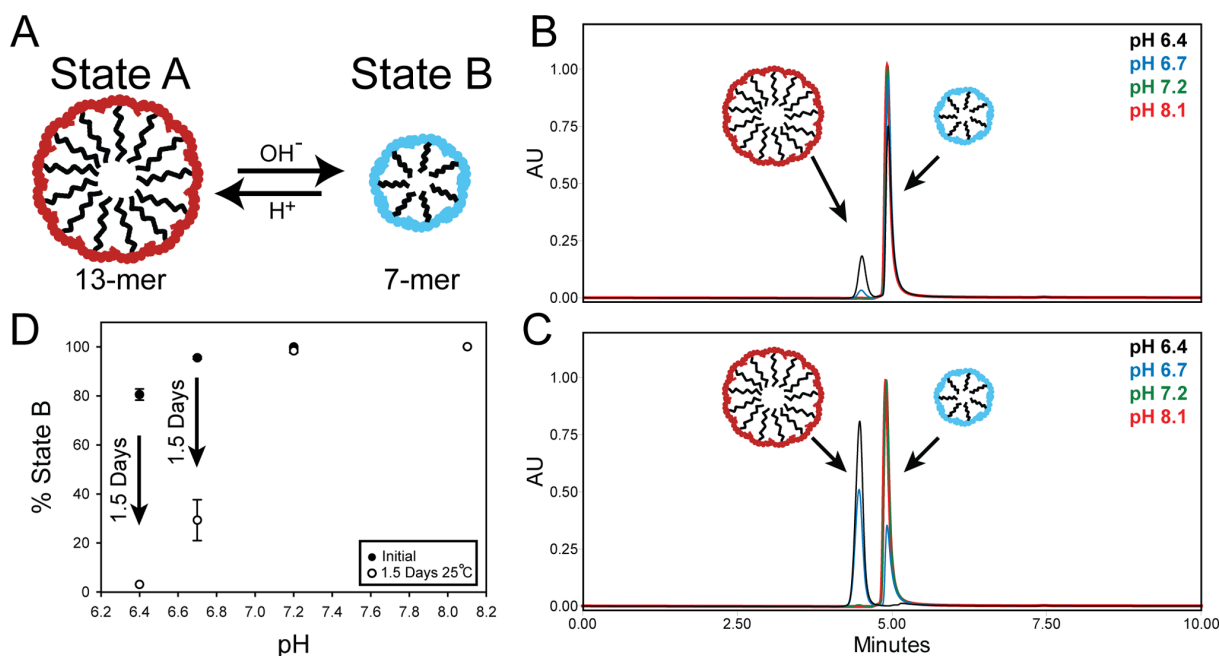 A
State A
State B
OH⁻
H⁺
13-mer
7-mer
B
pH 6.4
pH 6.7
pH 7.2
pH 8.1
1.00
0.75
0.50
0.25
0.00
AU
D
100
80
60
40
20
0
% State B
1.5 Days
1.5 Days
Initial
1.5 Days 25°C
6.2 6.4 6.6 6.8 7.0 7.2 7.4 7.6 7.8 8.0 8.2
pH
C
pH 6.4
pH 6.7
pH 7.2
pH 8.1
1.00
0.75
0.50
0.25
0.00
AU
0.00 2.50 5.00 7.50 10.00
Minutes